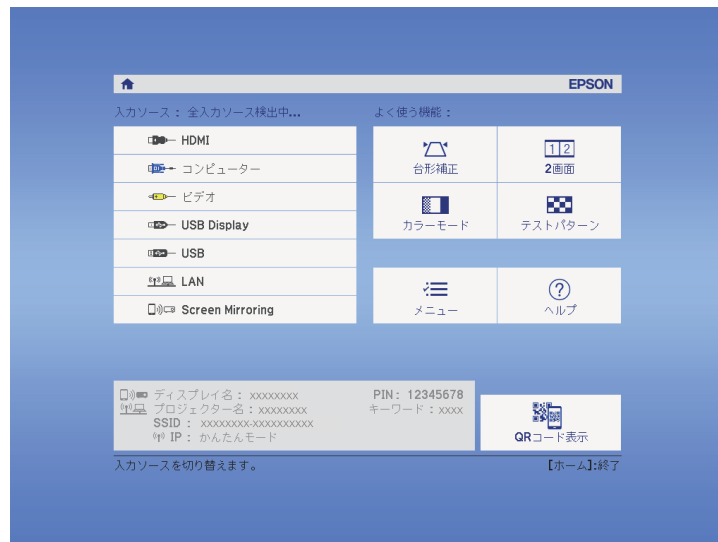 EPSON
入力ソース： 全入力ソース検出中...
HDMI
コンピューター
ビデオ
USB Display
USB
LAN
Screen Mirroring
よく使う機能：
台形補正
1 2
2画面
カラーモード
テストパターン
メニュー
?
ヘルプ
ディスプレイ名： xxxxxxxx
プロジェクター名： xxxxxxxx
SSID ： xxxxxxxx-xxxxxxxxxx
IP： かんたんモード
PIN： 12345678
キーワード：xxxx
QRコード表示
入力ソースを切り替えます。
【ホーム】:終了